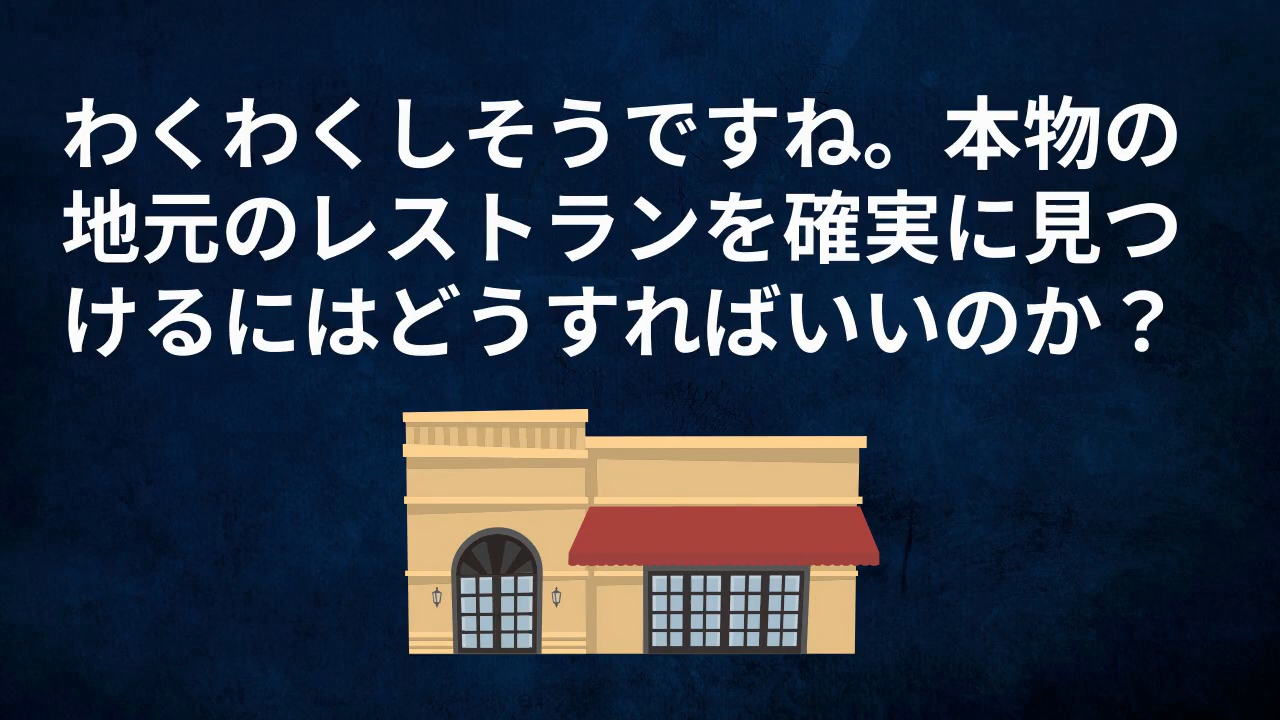 わくわくしそうですね。本物の
地元のレストランを確実に見つ
けるにはどうすればいいのか？